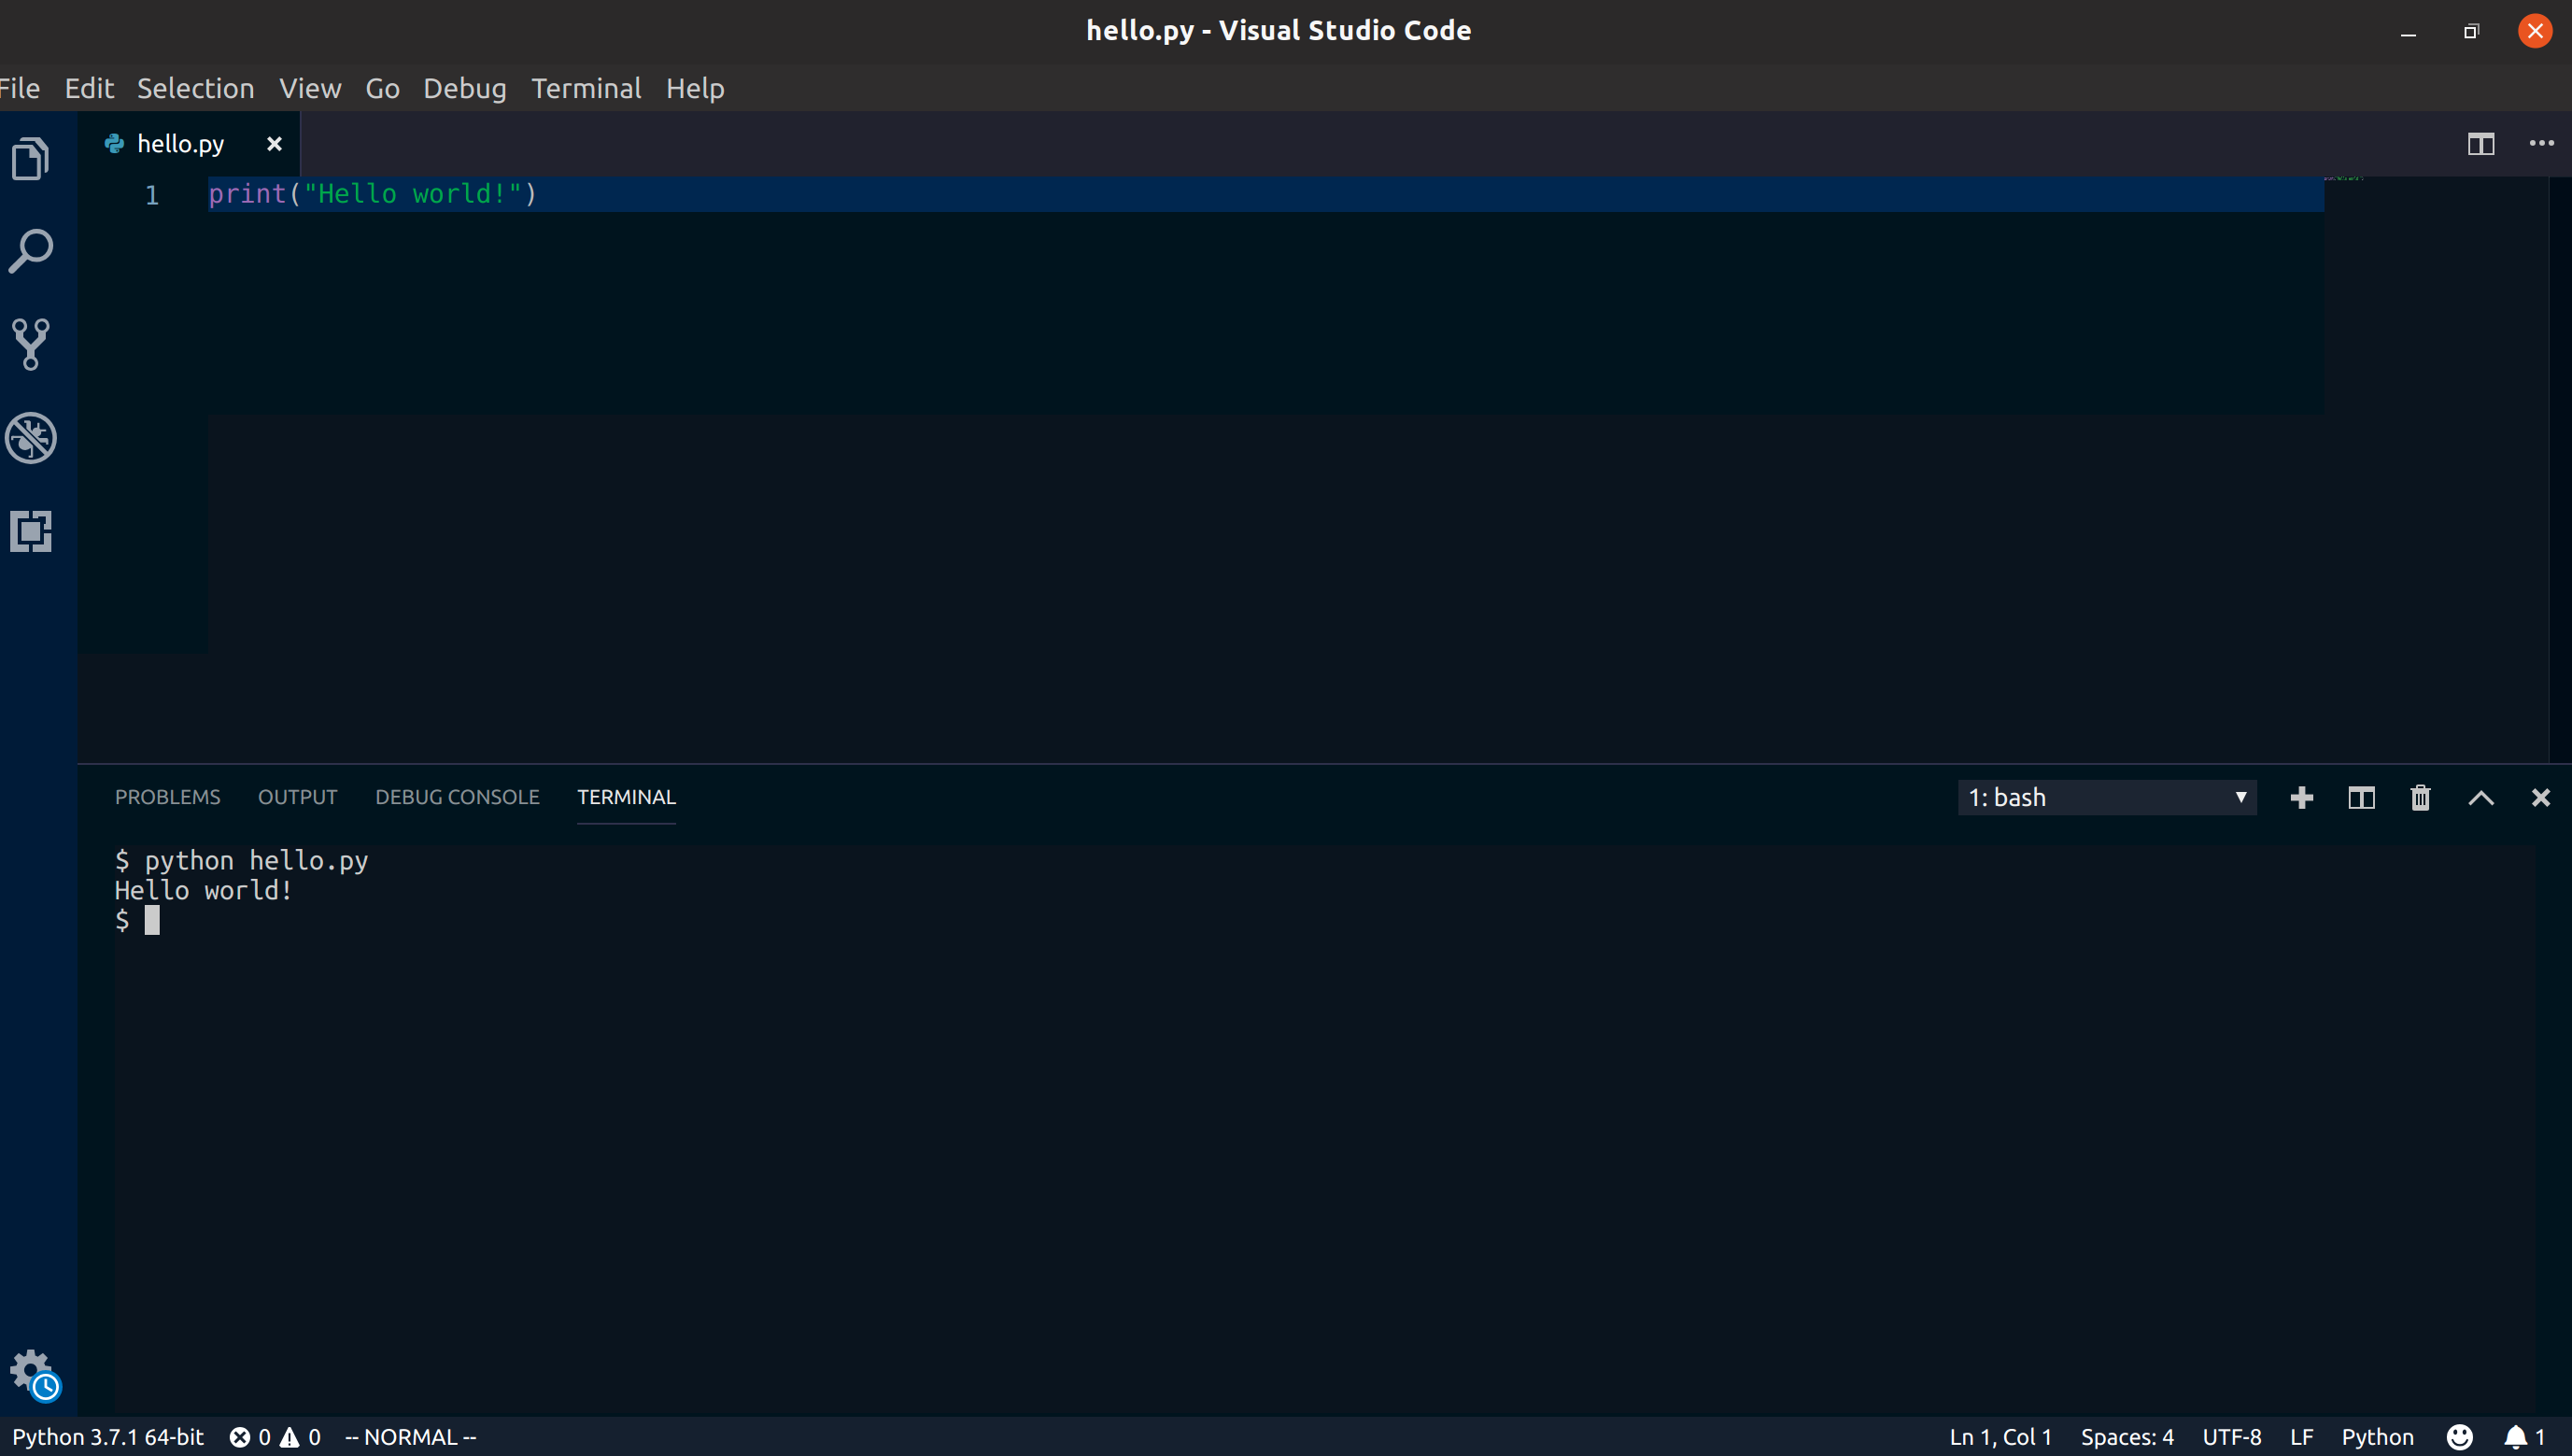 hello.py - Visual Studio Code
File Edit Selection View Go Debug Terminal Help
hello.py
1 print("Hello world!")
PROBLEMS OUTPUT DEBUG CONSOLE TERMINAL 1: bash
$ python hello.py
Hello world!
$
Python 3.7.1 64-bit 0 0 -- NORMAL -- Ln 1, Col 1 Spaces: 4 UTF-8 LF Python 1